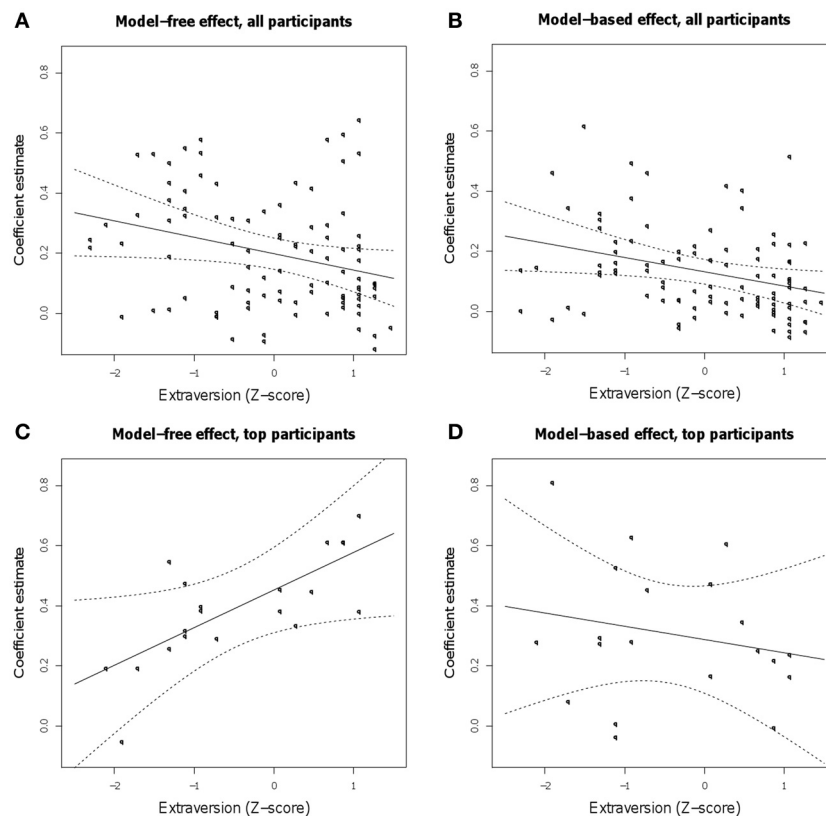 A
Model-free effect, all participants
Coefficient estimate
0.8
0.6
0.4
0.2
0.0
-2
-1
0
1
Extraversion (Z-score)
B
Model-based effect, all participants
Coefficient estimate
0.8
0.6
0.4
0.2
0.0
-2
-1
0
1
Extraversion (Z-score)
C
Model-free effect, top participants
Coefficient estimate
0.8
0.6
0.4
0.2
0.0
-2
-1
0
1
Extraversion (Z-score)
D
Model-based effect, top participants
Coefficient estimate
0.8
0.6
0.4
0.2
0.0
-2
-1
0
1
Extraversion (Z-score)